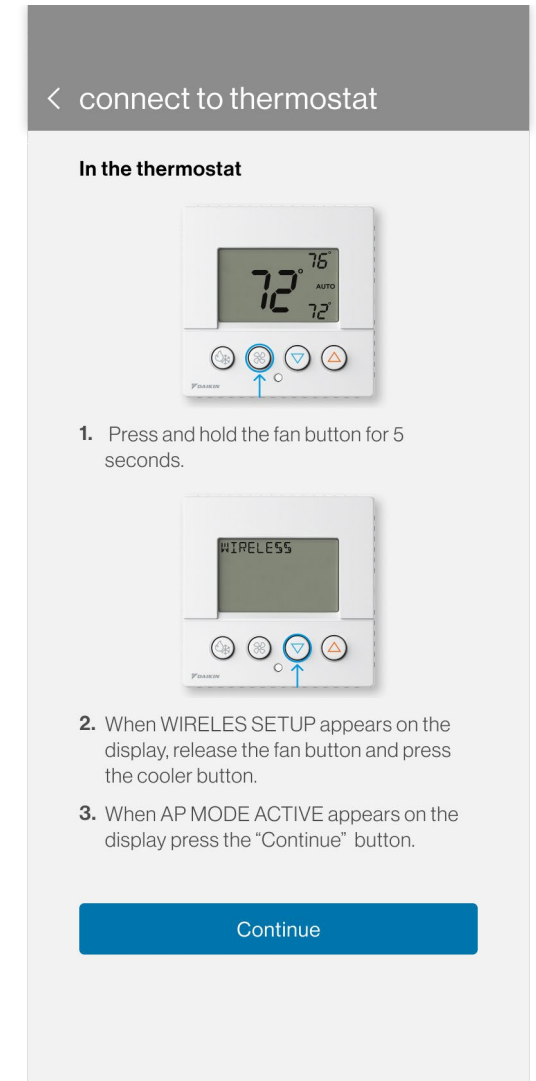 connect to thermostat
In the thermostat
76°
72°
AUTO
72°
DAIKIN
1. Press and hold the fan button for 5
seconds.
WIRELESS
DAIKIN
2. When WIRELES SETUP appears on the
display, release the fan button and press
the cooler button.
3. When AP MODE ACTIVE appears on the
display press the “Continue” button.
Continue